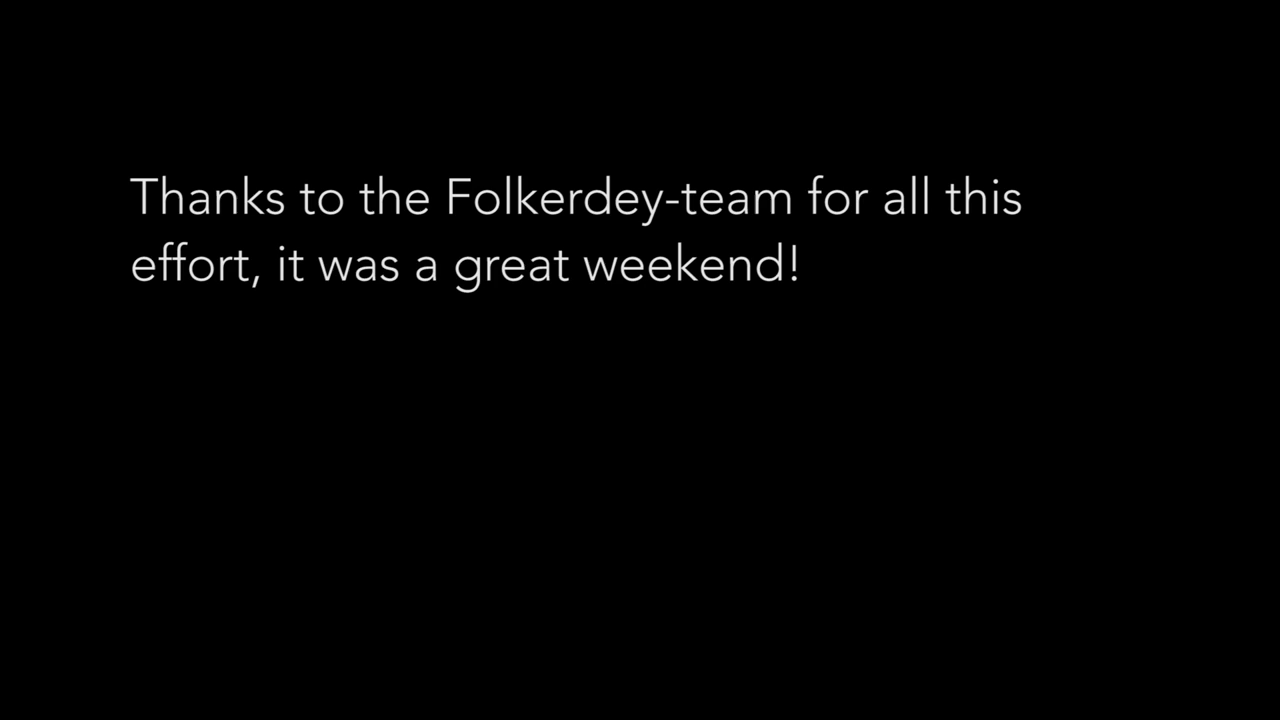 Thanks to the Folkerdey-team for all this
effort, it was a great weekend!